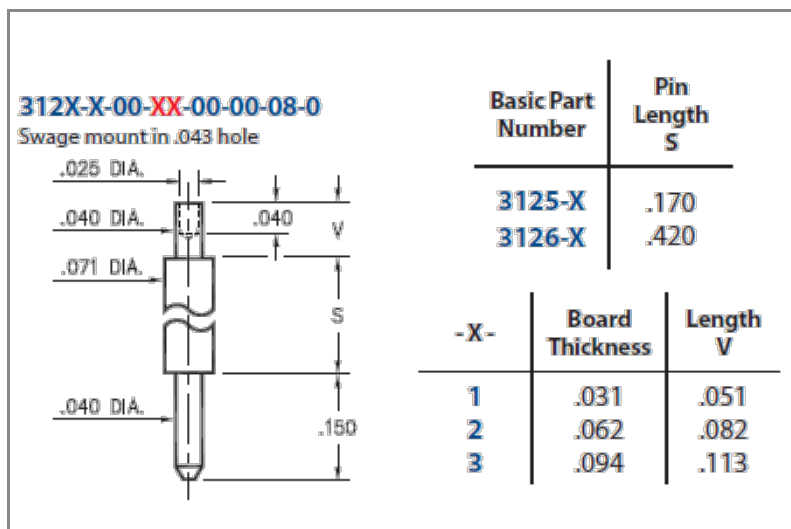 312X-X-00-XX-00-00-08-0
Swage mount in .043 hole
.025 DIA.
.040 DIA.
.040
V
.071 DIA.
S
.040 DIA.
.150
Basic Part Number
Pin Length S
3125-X .170
3126-X .420
-X- Board Thickness Length V
1 .031 .051
2 .062 .082
3 .094 .113